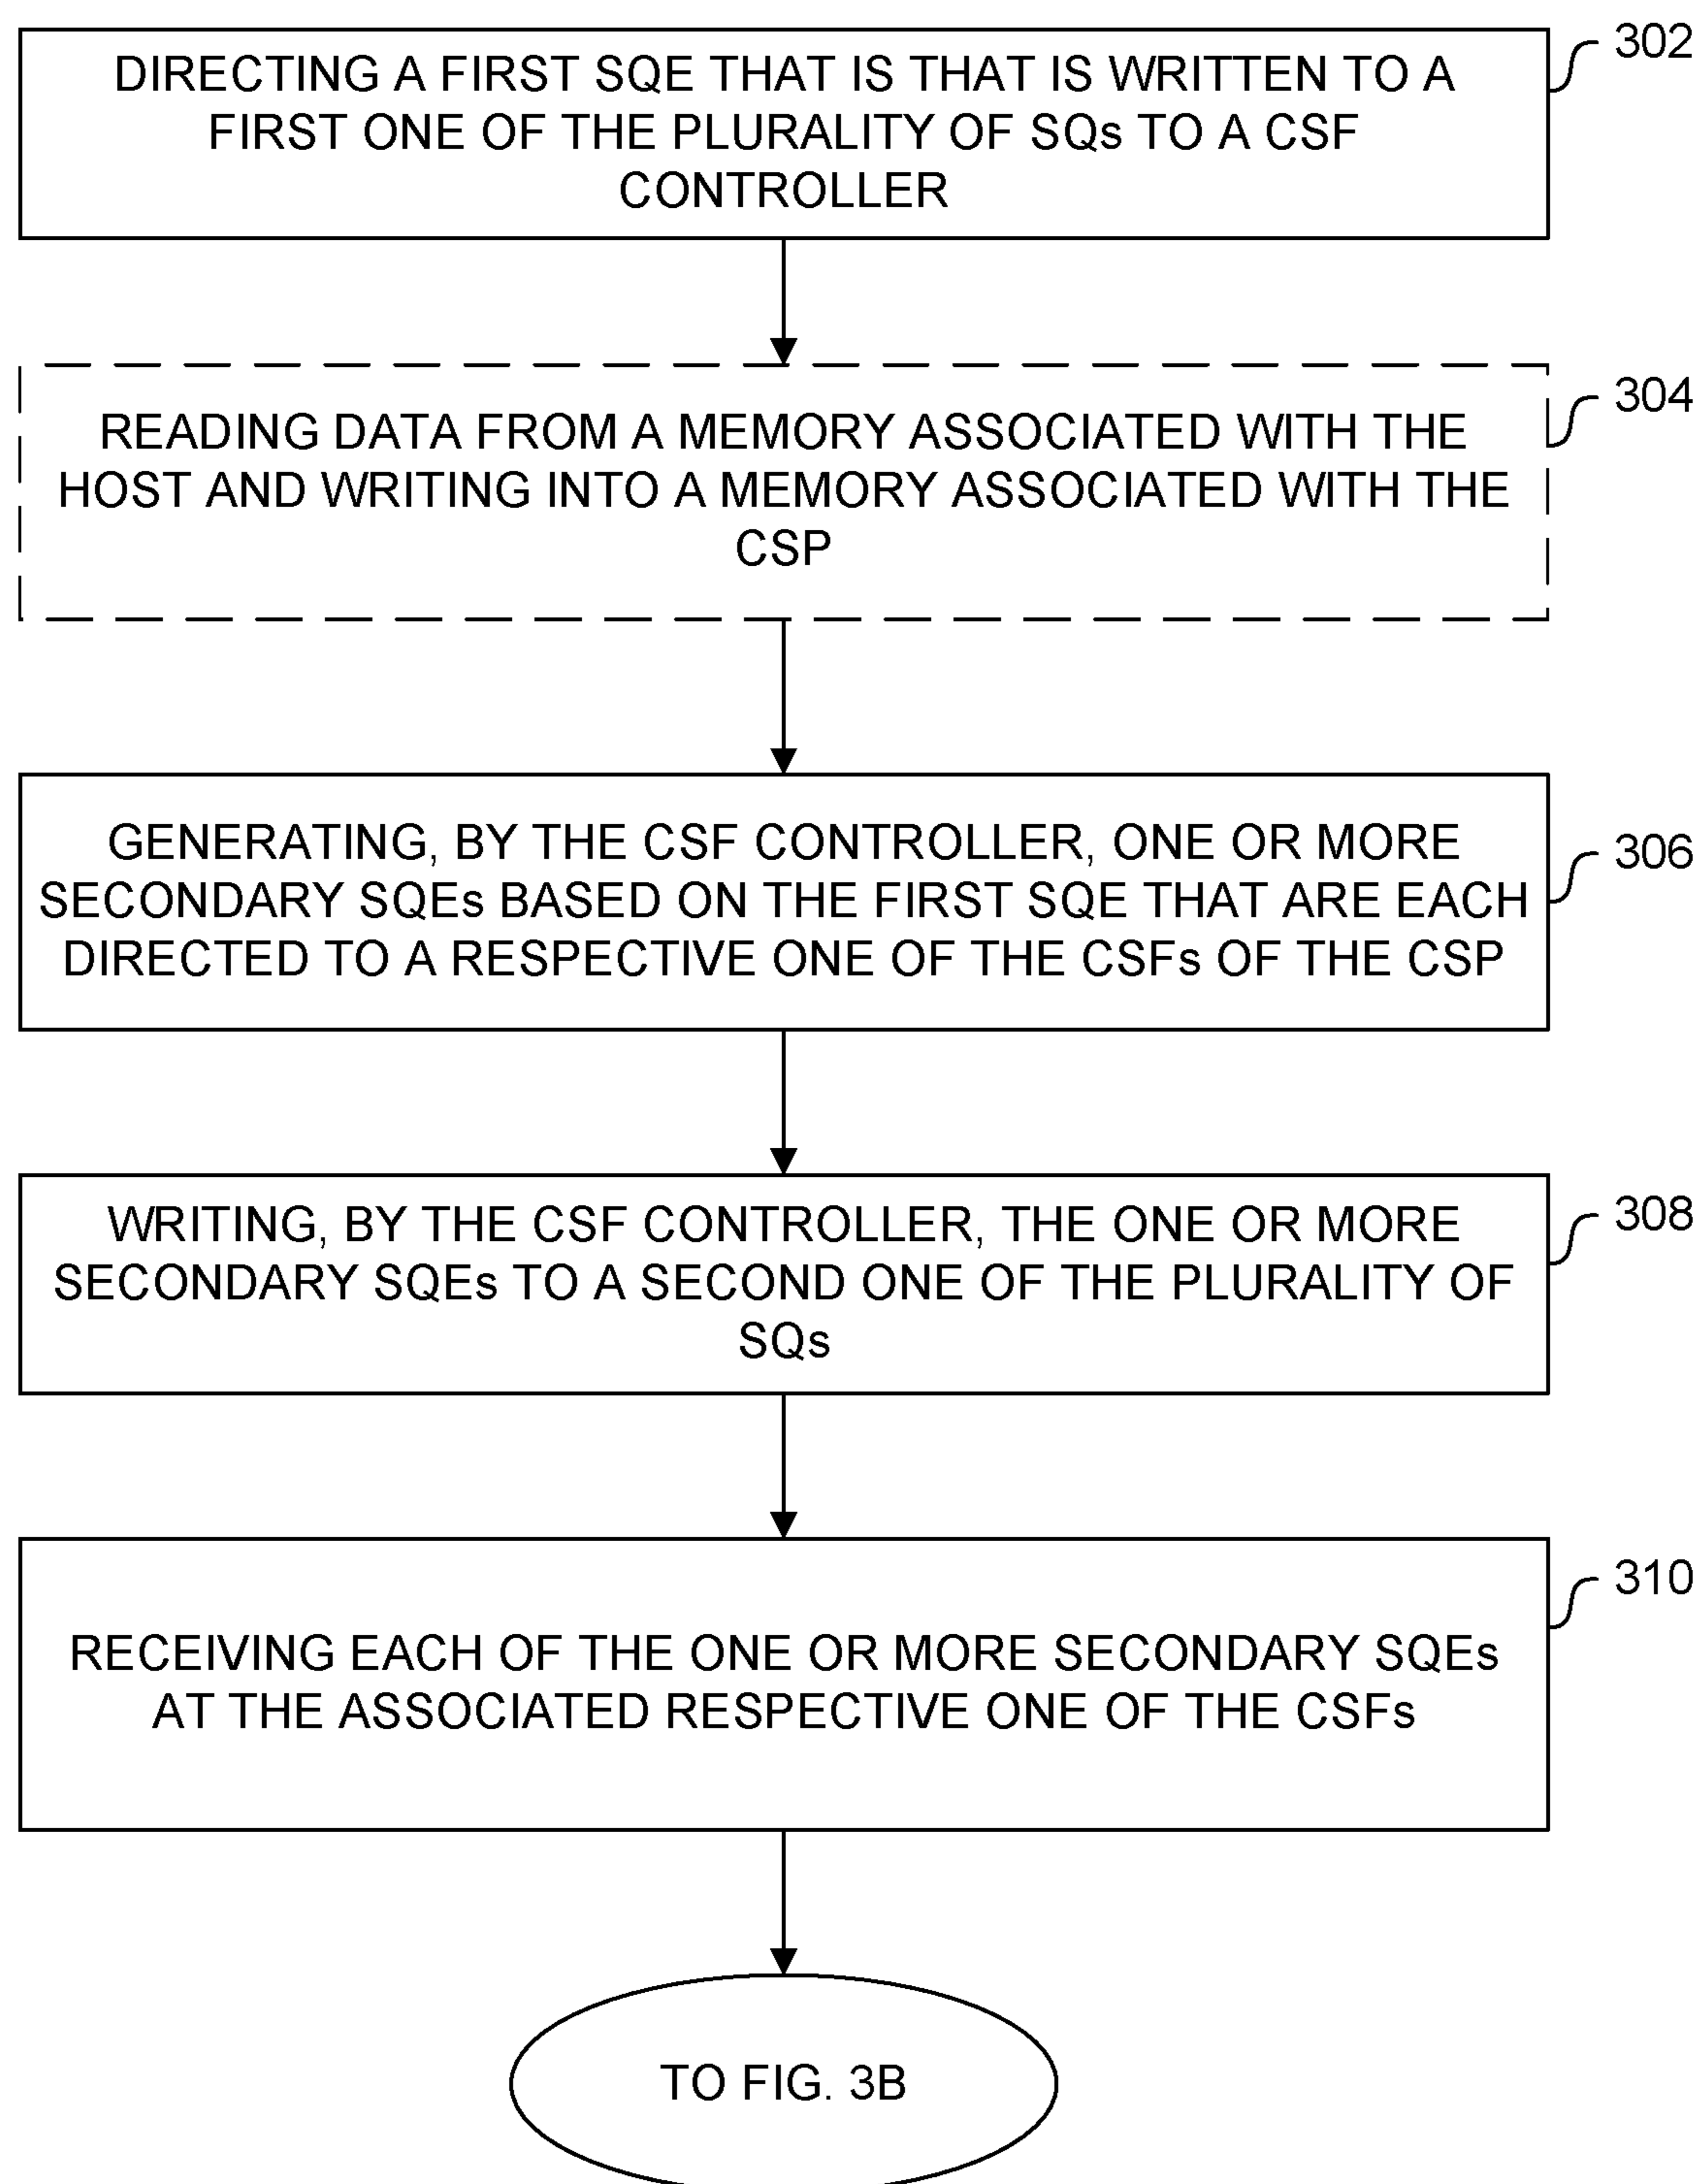 302
DIRECTING A FIRST SQE THAT IS THAT IS WRITTEN TO A
FIRST ONE OF THE PLURALITY OF SQs TO A CSF
CONTROLLER
304
READING DATA FROM A MEMORY ASSOCIATED WITH THE
HOST AND WRITING INTO A MEMORY ASSOCIATED WITH THE
CSP
306
GENERATING, BY THE CSF CONTROLLER, ONE OR MORE
SECONDARY SQEs BASED ON THE FIRST SQE THAT ARE EACH
DIRECTED TO A RESPECTIVE ONE OF THE CSFs OF THE CSP
308
WRITING, BY THE CSF CONTROLLER, THE ONE OR MORE
SECONDARY SQEs TO A SECOND ONE OF THE PLURALITY OF
SQs
310
RECEIVING EACH OF THE ONE OR MORE SECONDARY SQEs
AT THE ASSOCIATED RESPECTIVE ONE OF THE CSFs
TO FIG. 3B